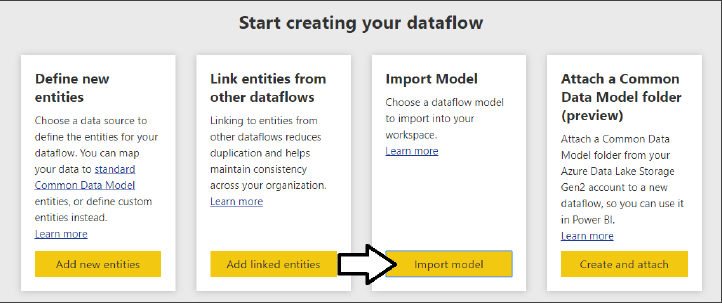 Start creating your dataflow
Define new
entities
Choose a data source to
define the entities for your
dataflow. You can map
your data to standard
Common Data Model
entities, or define custom
entities instead.
Learn more
Add new entities
Link entities from
other dataflows
Linking to entities from
other dataflows reduces
duplication and helps
maintain consistency
across your organization.
Learn more
Add linked entities
Import Model
Choose a dataflow model
to import into your
workspace.
Learn more
Import model
Attach a Common
Data Model folder
(preview)
Attach a Common Data
Model folder from your
Azure Data Lake Storage
Gen2 account to a new
dataflow, so you can use it
in Power BI.
Learn more
Create and attach